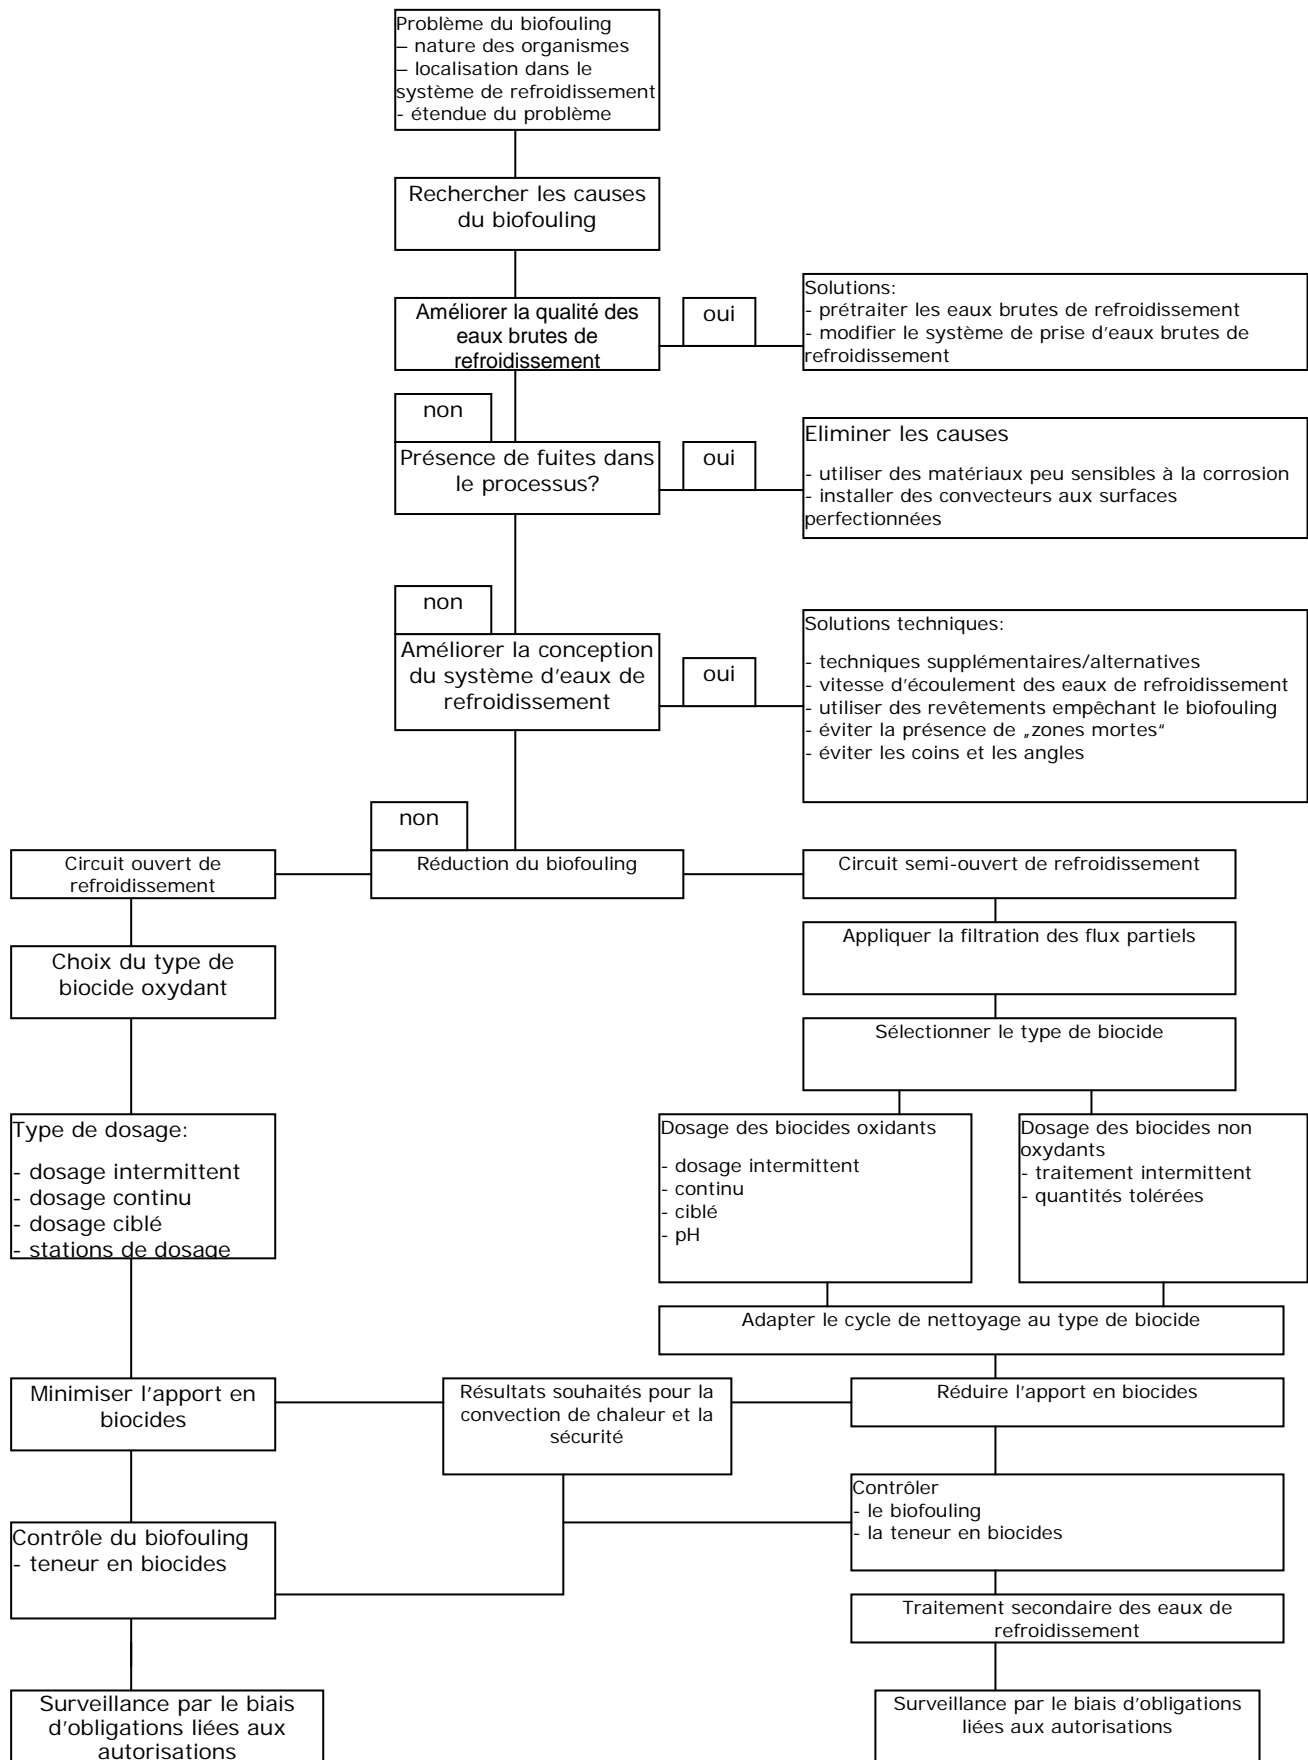 Problème du biofouling
– nature des organismes
– localisation dans le
système de refroidissement
- étendue du problème
Rechercher les causes
du biofouling
Améliorer la qualité des
eaux brutes de
refroidissement
oui
Solutions:
- prétraiter les eaux brutes de refroidissement
- modifier le système de prise d'eaux brutes de
refroidissement
non
Présence de fuites dans
le processus?
oui
Eliminer les causes
- utiliser des matériaux peu sensibles à la corrosion
- installer des convecteurs aux surfaces
perfectionnées
non
Améliorer la conception
du système d'eaux de
refroidissement
oui
Solutions techniques:
- techniques supplémentaires/alternatives
- vitesse d'écoulement des eaux de refroidissement
- utiliser des revêtements empêchant le biofouling
- éviter la présence de „zones mortes“
- éviter les coins et les angles
non
Circuit ouvert de
refroidissement
Réduction du biofouling
Circuit semi-ouvert de refroidissement
Choix du type de
biocide oxydant
Appliquer la filtration des flux partiels
Sélectionner le type de biocide
Type de dosage:
- dosage intermittent
- dosage continu
- dosage ciblé
- stations de dosage
Dosage des biocides oxidants
- dosage intermittent
- continu
- ciblé
- pH
Dosage des biocides non
oxydants
- traitement intermittent
- quantités tolérées
Adapter le cycle de nettoyage au type de biocide
Minimiser l'apport en
biocides
Résultats souhaités pour la
convection de chaleur et la
sécurité
Réduire l'apport en biocides
Contrôle du biofouling
- teneur en biocides
Contrôler
- le biofouling
- la teneur en biocides
Traitement secondaire des eaux de
refroidissement
Surveillance par le biais
d'obligations liées aux
autorisations
Surveillance par le biais d'obligations
liées aux autorisations